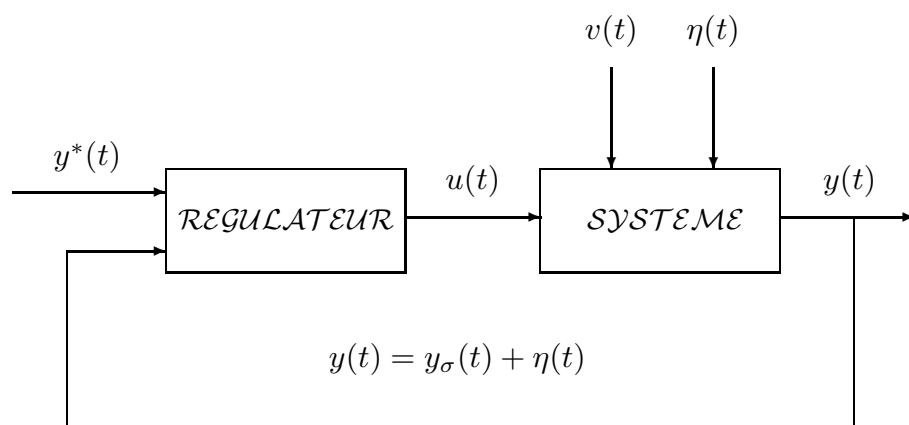 v(t) η(t)
y*(t)
u(t)
y(t)
REGULATEUR
SYSTEME
y(t) = y_σ(t) + η(t)